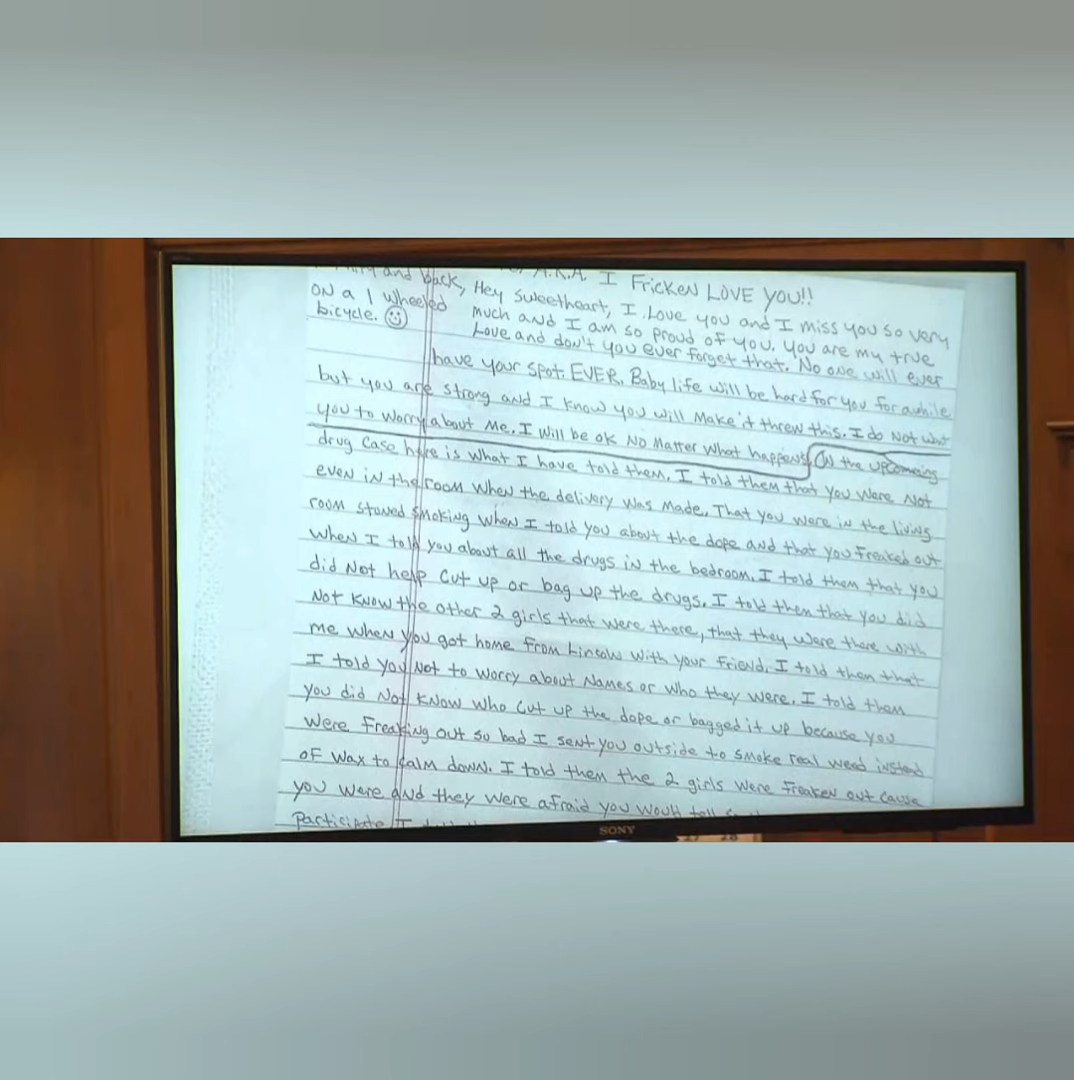 and back,
A.K.A. I FRicKEN LOVE YOU!!
ON a 1 wheeled
bicycle.
Hey sweetheart, I Love you and I miss you so very
much and I am so proud of you. You are my true
Love and don't you ever forget that. No one will ever
have your spot. EVER. Baby life will be hard for you for awhile
but you are strong and I know you will make it threw this. I do Not want
you to worry about me. I will be ok No Matter What happens. On the upcomeing
drug case here is what I have told them. I told them that you were Not
even in the room when the delivery was made. That you were in the living
room stoned smoking when I told you about the dope and that you freaked out
when I told you about all the drugs in the bedroom. I told them that you
did Not help cut up or bag up the drugs. I told them that you did
Not know the other 2 girls that were there, that they were there with
me when you got home from Linsoln with your friend. I told them that
I told you Not to worry about Names or who they were. I told them
you did Not know who cut up the dope or bagged it up because you
were freaking out so bad I sent you outside to smoke real weed instead
of wax to calm down. I told them the 2 girls were freaken out cause
you were and they were afraid you would tell
Participate I
SONY